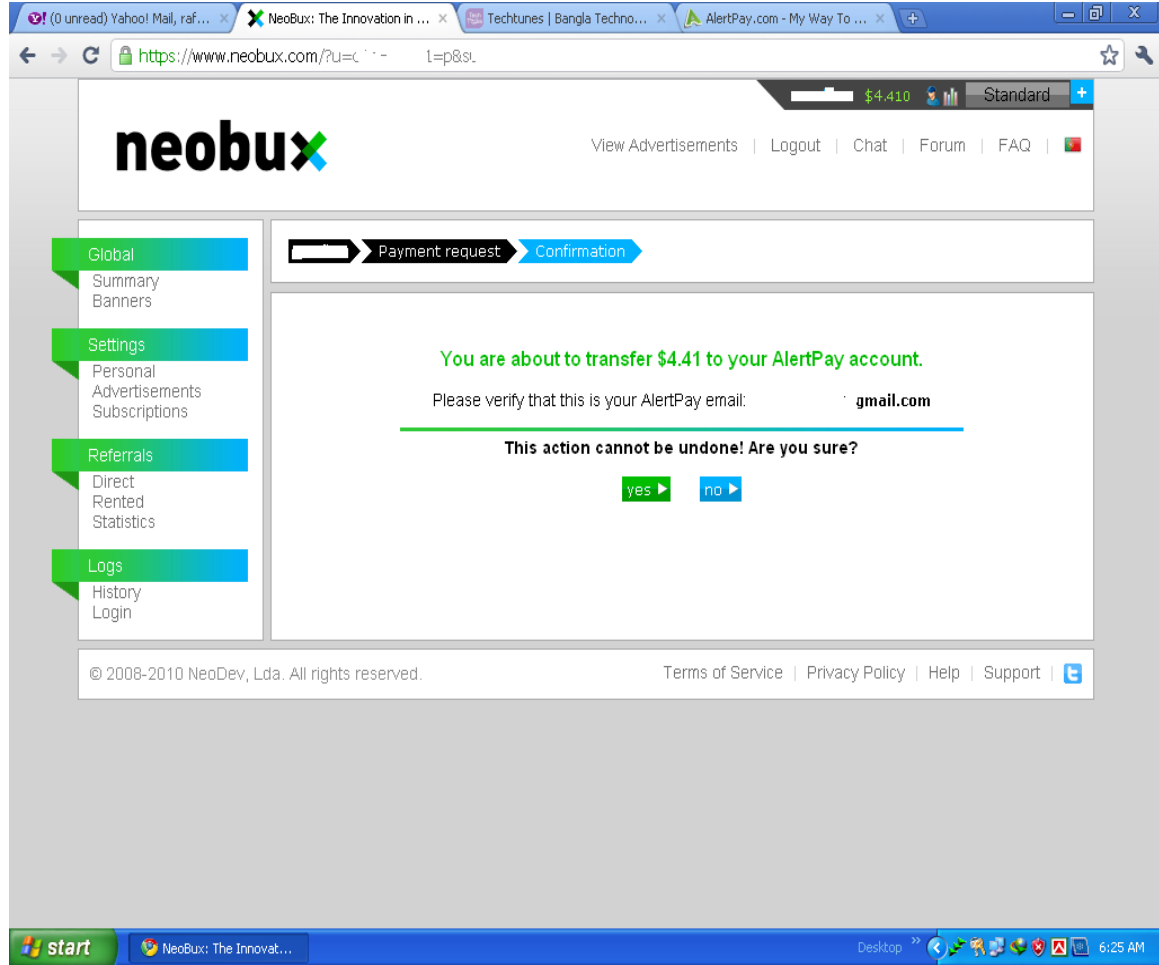 (0 unread) Yahoo! Mail, raf...
NeoBux: The Innovation in ...
Techtunes | Bangla Techno...
AlertPay.com - My Way To ...
https://www.neobux.com/?u=c 1=p&s
$4.410
Standard
+
neobux
View Advertisements | Logout | Chat | Forum | FAQ |
Global
Summary
Banners
Settings
Personal
Advertisements
Subscriptions
Referrals
Direct
Rented
Statistics
Logs
History
Login
Payment request
Confirmation
You are about to transfer $4.41 to your AlertPay account.
Please verify that this is your AlertPay email: gmail.com
This action cannot be undone! Are you sure?
yes
no
© 2008-2010 NeoDev, Lda. All rights reserved.
Terms of Service | Privacy Policy | Help | Support |
start
NeoBux: The Innovat...
Desktop
6:25 AM